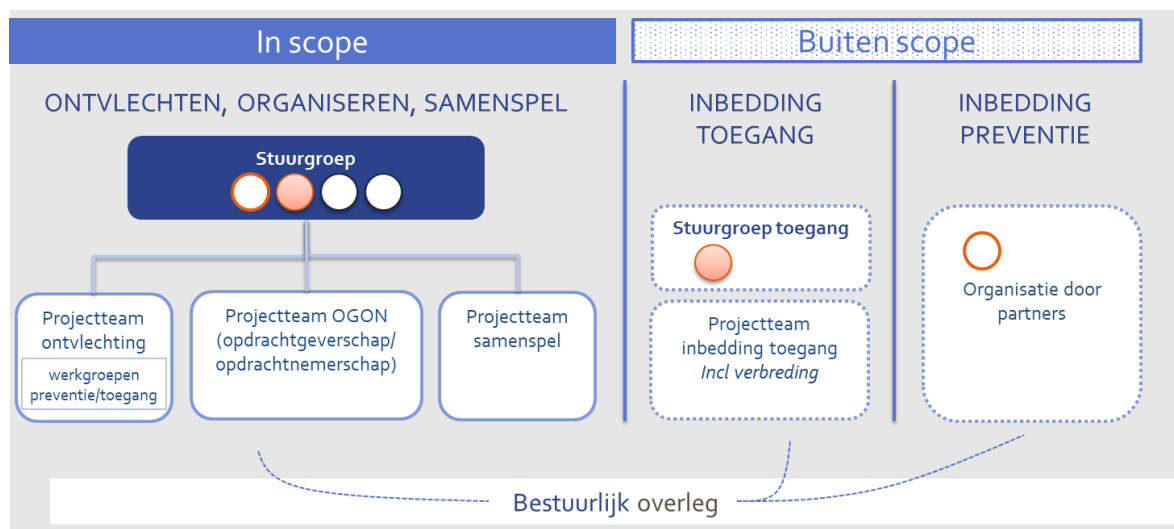 In scope
Buiten scope
ONTVLECHTEN, ORGANISEREN, SAMENSPEL
Stuurgroep
Projectteam
ontvlechting
werkgroepen
preventie/toegang
Projectteam OGON
(opdrachtgeverschap/
opdrachtnemerschap)
Projectteam
samenspel
INBEDDING
TOEGANG
Stuurgroep toegang
Projectteam
inbedding toegang
Incl verbreding
INBEDDING
PREVENTIE
Organisatie door
partners
Bestuurlijk overleg